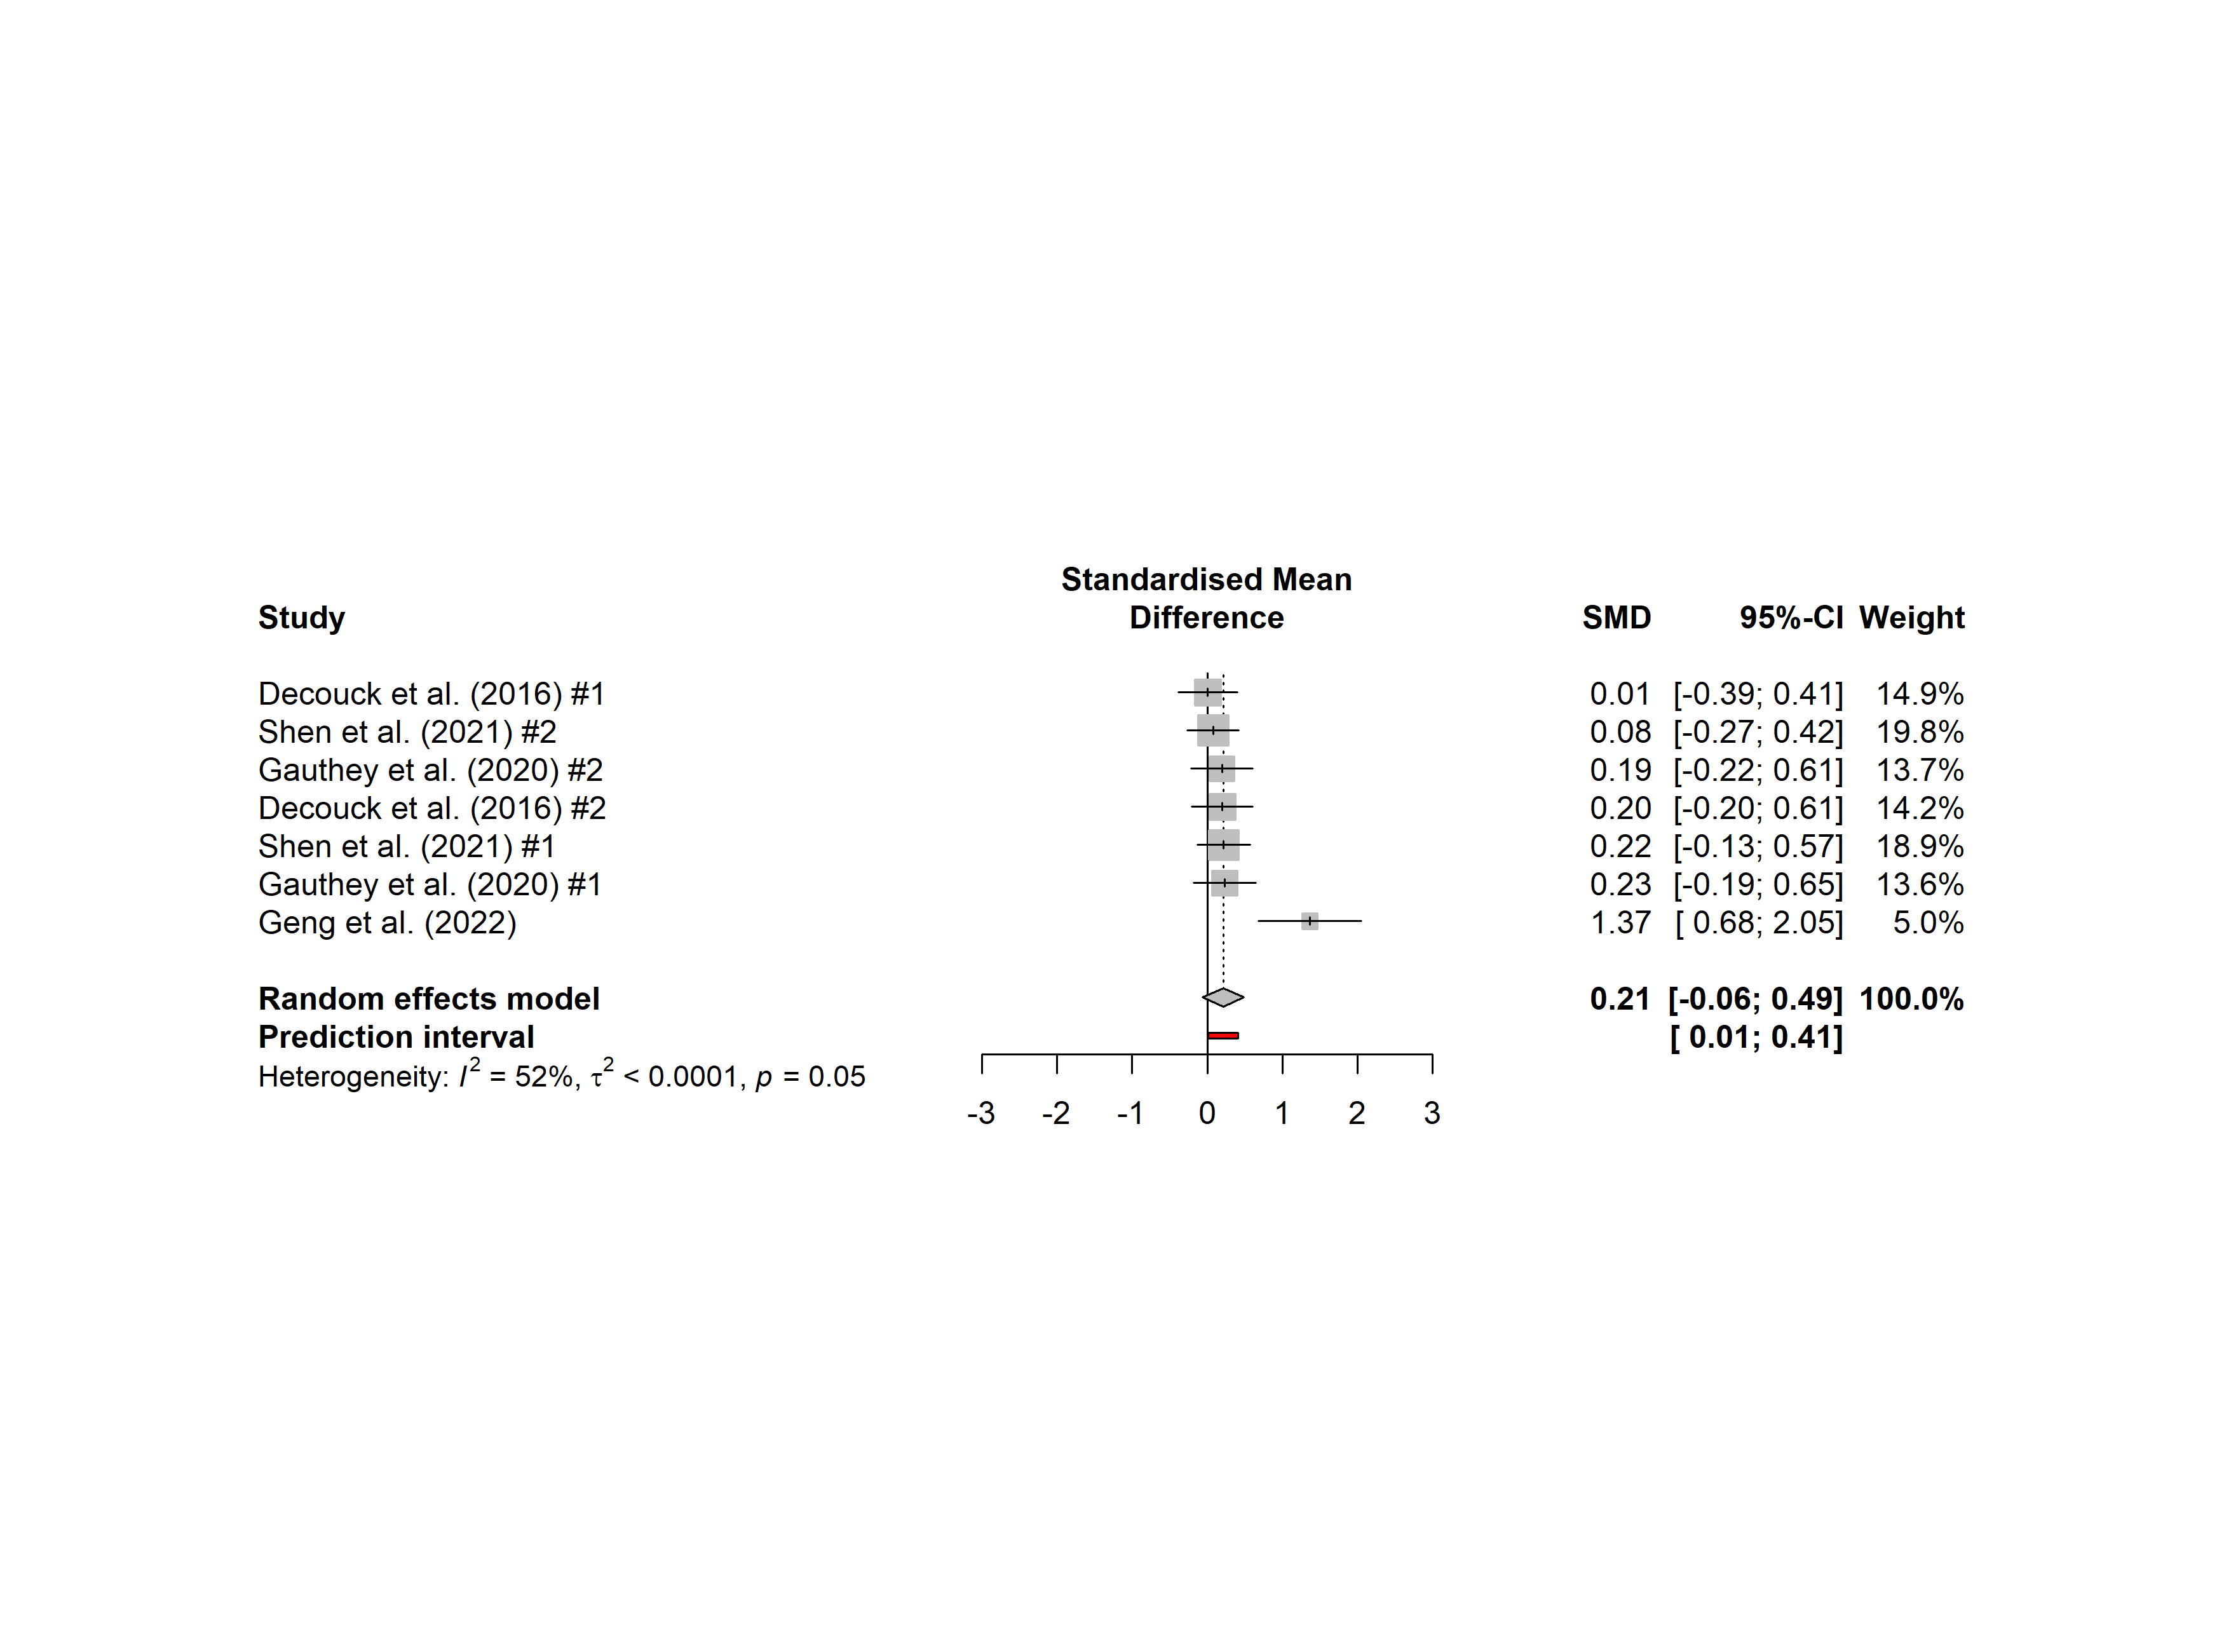 Standardised Mean
Study Difference SMD 95%-CI Weight
Decouck et al. (2016) #1 0.01 [-0.39; 0.41] 14.9%
Shen et al. (2021) #2 0.08 [-0.27; 0.42] 19.8%
Gauthey et al. (2020) #2 0.19 [-0.22; 0.61] 13.7%
Decouck et al. (2016) #2 0.20 [-0.20; 0.61] 14.2%
Shen et al. (2021) #1 0.22 [-0.13; 0.57] 18.9%
Gauthey et al. (2020) #1 0.23 [-0.19; 0.65] 13.6%
Geng et al. (2022) 1.37 [ 0.68; 2.05] 5.0%
Random effects model 0.21 [-0.06; 0.49] 100.0%
Prediction interval [ 0.01; 0.41]
Heterogeneity: I² = 52%, τ² < 0.0001, p = 0.05
-3 -2 -1 0 1 2 3